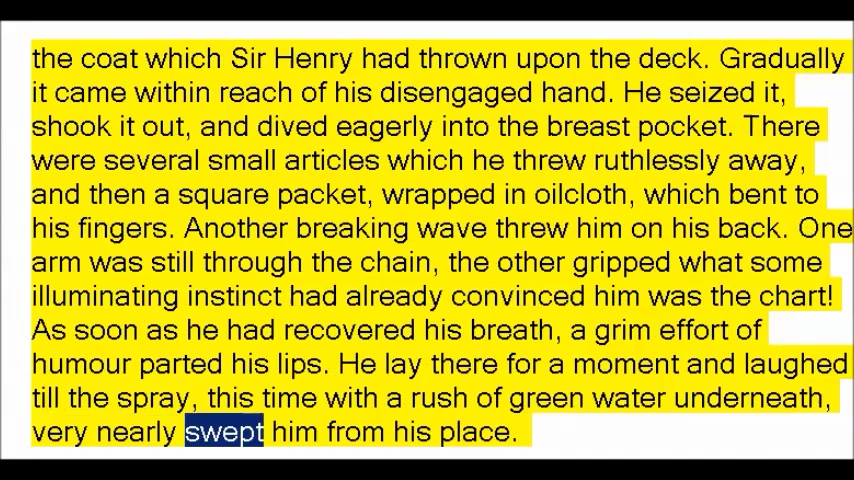 the coat which Sir Henry had thrown upon the deck. Gradually
it came within reach of his disengaged hand. He seized it,
shook it out, and dived eagerly into the breast pocket. There
were several small articles which he threw ruthlessly away,
and then a square packet, wrapped in oilcloth, which bent to
his fingers. Another breaking wave threw him on his back. One
arm was still through the chain, the other gripped what some
illuminating instinct had already convinced him was the chart!
As soon as he had recovered his breath, a grim effort of
humour parted his lips. He lay there for a moment and laughed
till the spray, this time with a rush of green water underneath,
very nearly swept him from his place.